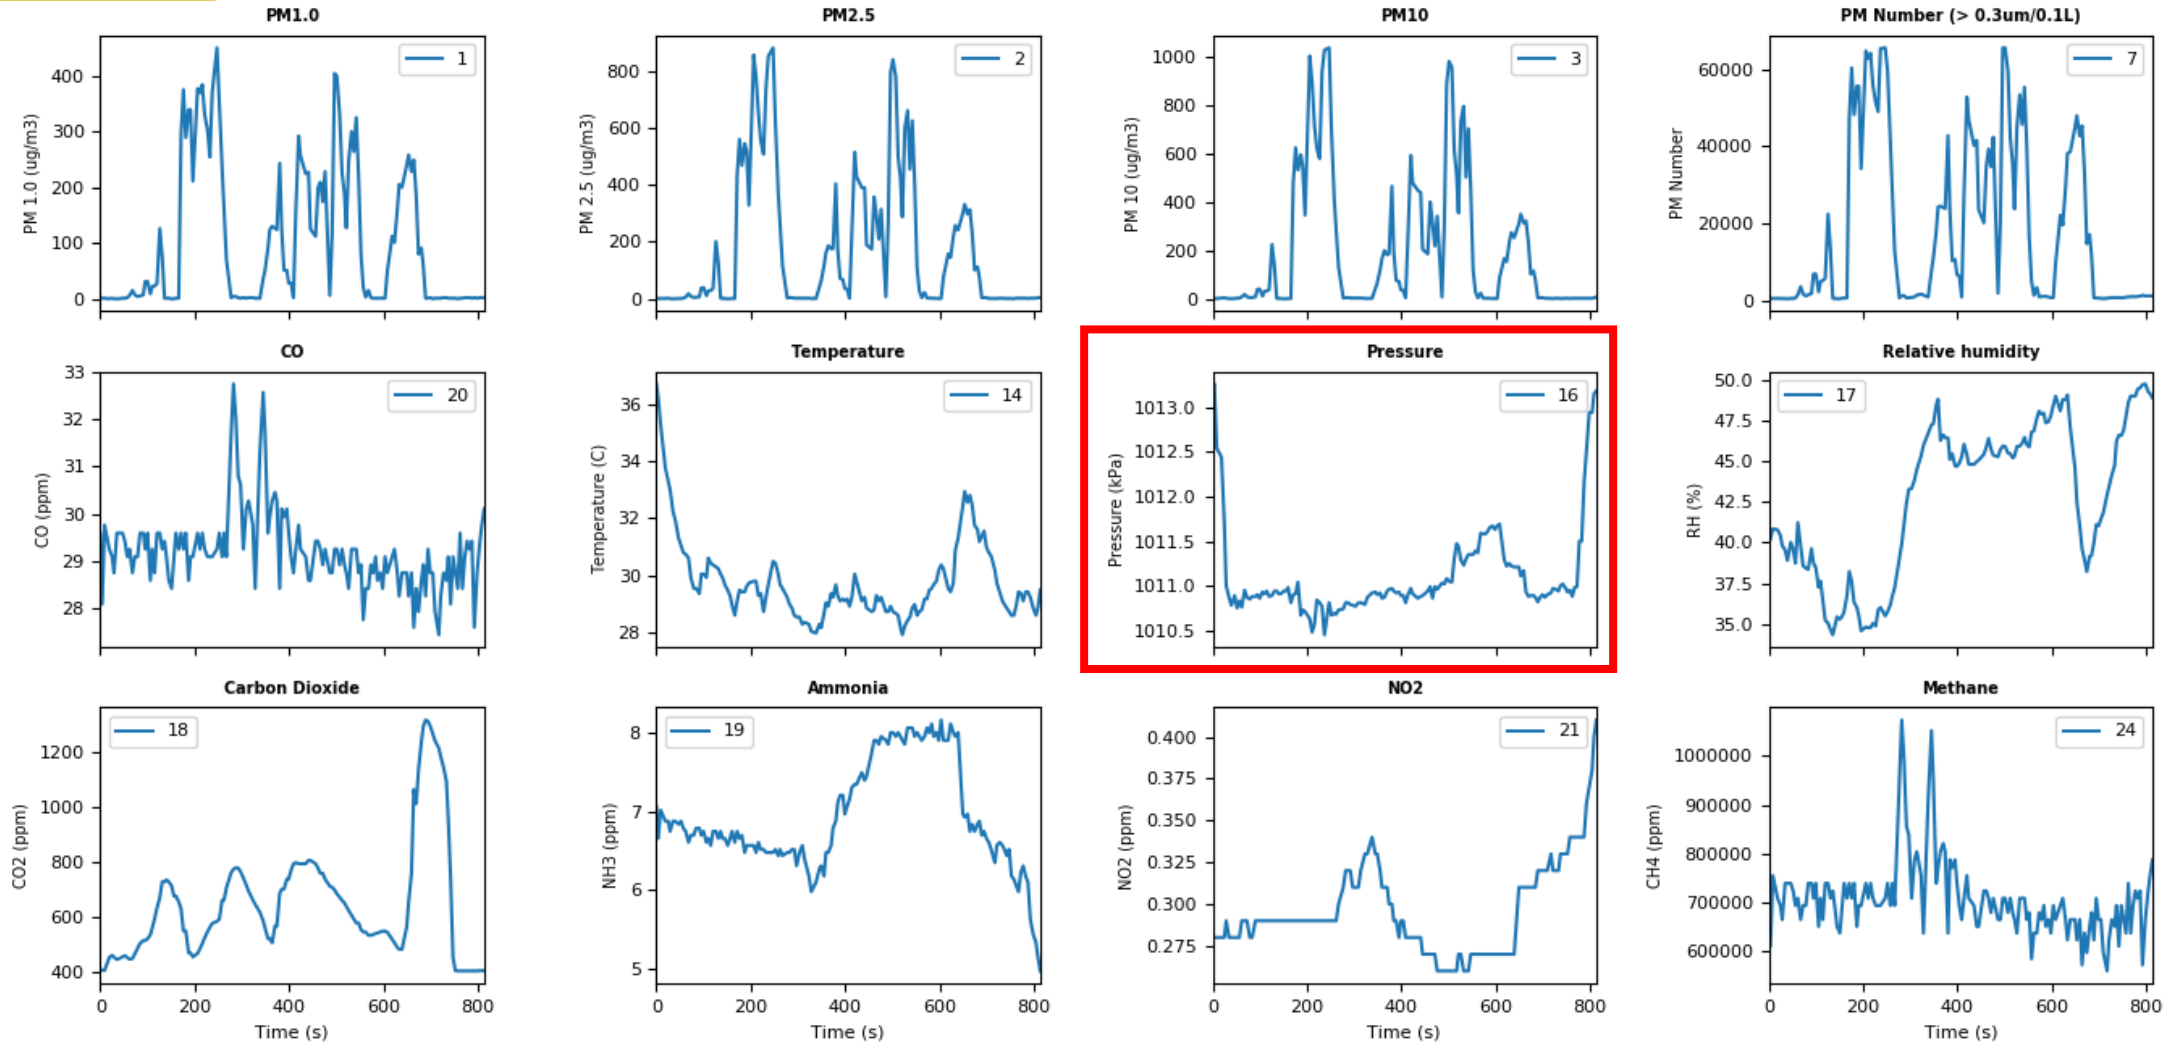 PM1.0
PM 1.0 (ug/m3)
400
300
200
100
0
1
PM2.5
PM 2.5 (ug/m3)
800
600
400
200
0
2
PM10
PM 10 (ug/m3)
1000
800
600
400
200
0
3
PM Number (> 0.3um/0.1L)
PM Number
60000
40000
20000
0
7
CO
CO (ppm)
33
32
31
30
29
28
20
Temperature
Temperature (C)
36
34
32
30
28
14
Pressure
Pressure (kPa)
1013.0
1012.5
1012.0
1011.5
1011.0
1010.5
16
Relative humidity
RH (%)
50.0
47.5
45.0
42.5
40.0
37.5
35.0
17
Carbon Dioxide
CO2 (ppm)
1200
1000
800
600
400
18
0 200 400 600 800
Time (s)
Ammonia
NH3 (ppm)
8
7
6
5
19
0 200 400 600 800
Time (s)
NO2
NO2 (ppm)
0.400
0.375
0.350
0.325
0.300
0.275
21
0 200 400 600 800
Time (s)
Methane
CH4 (ppm)
1000000
900000
800000
700000
600000
24
0 200 400 600 800
Time (s)